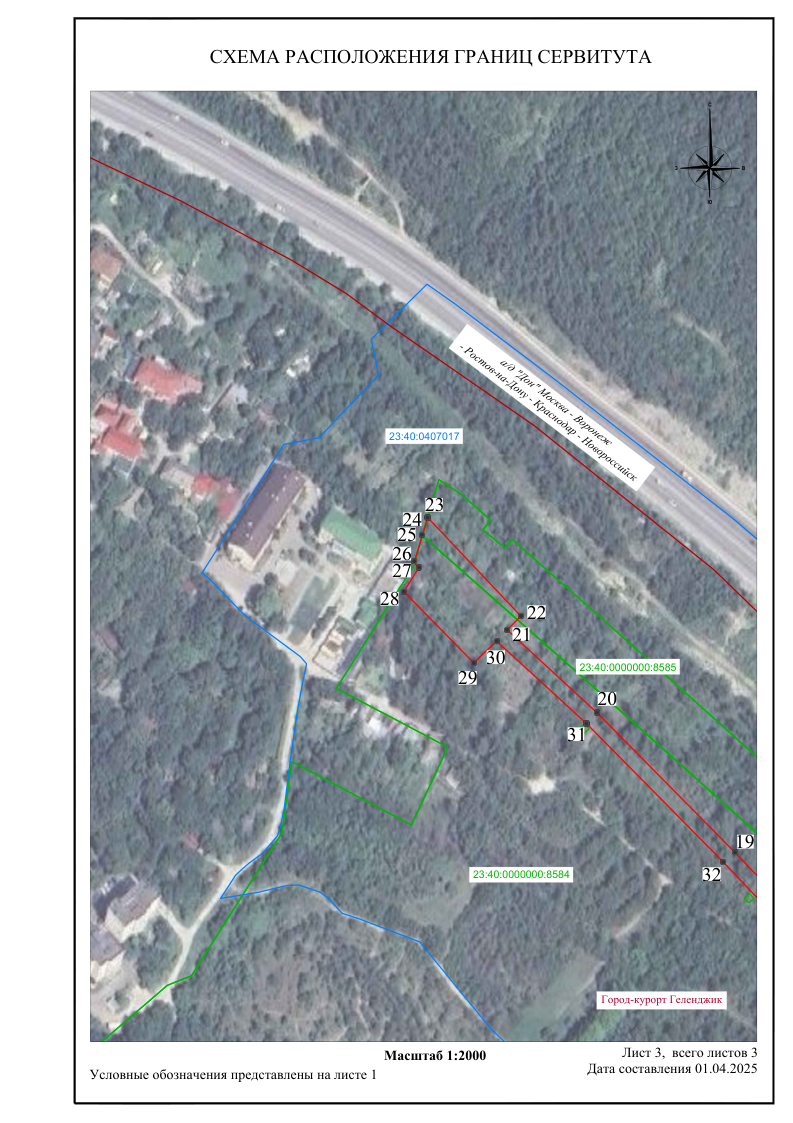 СХЕМА РАСПОЛОЖЕНИЯ ГРАНИЦ СЕРВИТУТА
С
З
В
Ю
а/д "Дон" Москва - Воронеж
- Ростов-на-Дону - Краснодар - Новороссийск
23:40:0407017
23
24
25
26
27
28
22
21
30
29
23:40:0000000:8585
20
31
19
32
23:40:0000000:8584
Город-курорт Геленджик
Масштаб 1:2000
Лист 3, всего листов 3
Дата составления 01.04.2025
Условные обозначения представлены на листе 1